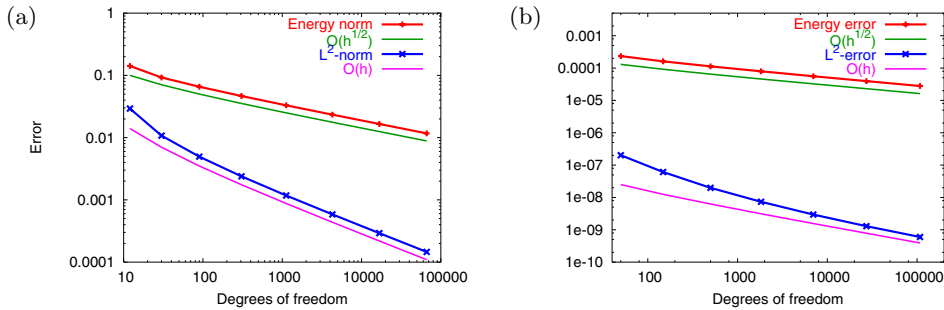 (a)
1
0.1
0.01
0.001
0.0001
Error
10
100
1000
10000
100000
Degrees of freedom
Energy norm
O(h^1/2)
L^2-norm
O(h)
(b)
0.001
0.0001
1e-05
1e-06
1e-07
1e-08
1e-09
1e-10
100
1000
10000
100000
Degrees of freedom
Energy error
O(h^1/2)
L^2-error
O(h)